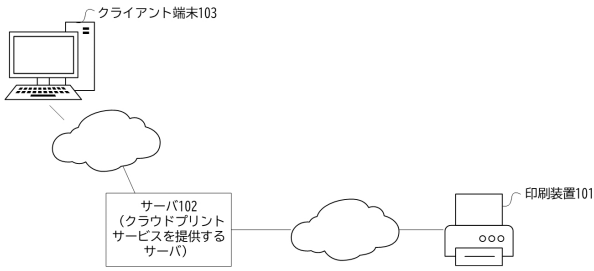 クライアント端末103
印刷装置101
サーバ102
（クラウドプリント
サービスを提供する
サーバ）